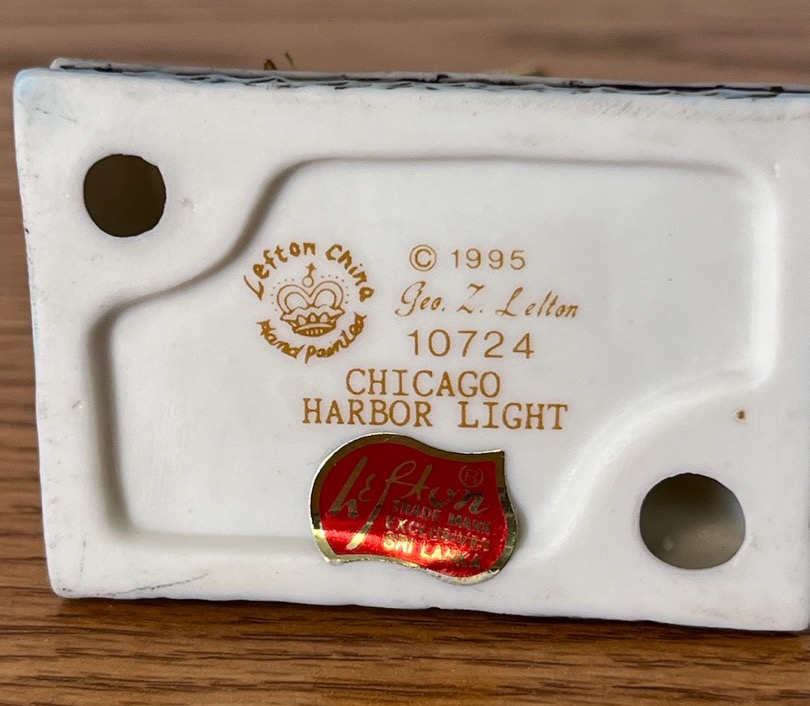 Lefton China
Hand Painted
© 1995
Geo. Z. Lefton
10724
CHICAGO
HARBOR LIGHT
Lefton ®
TRADE MARK
EXCLUSIVES
SRI LANKA